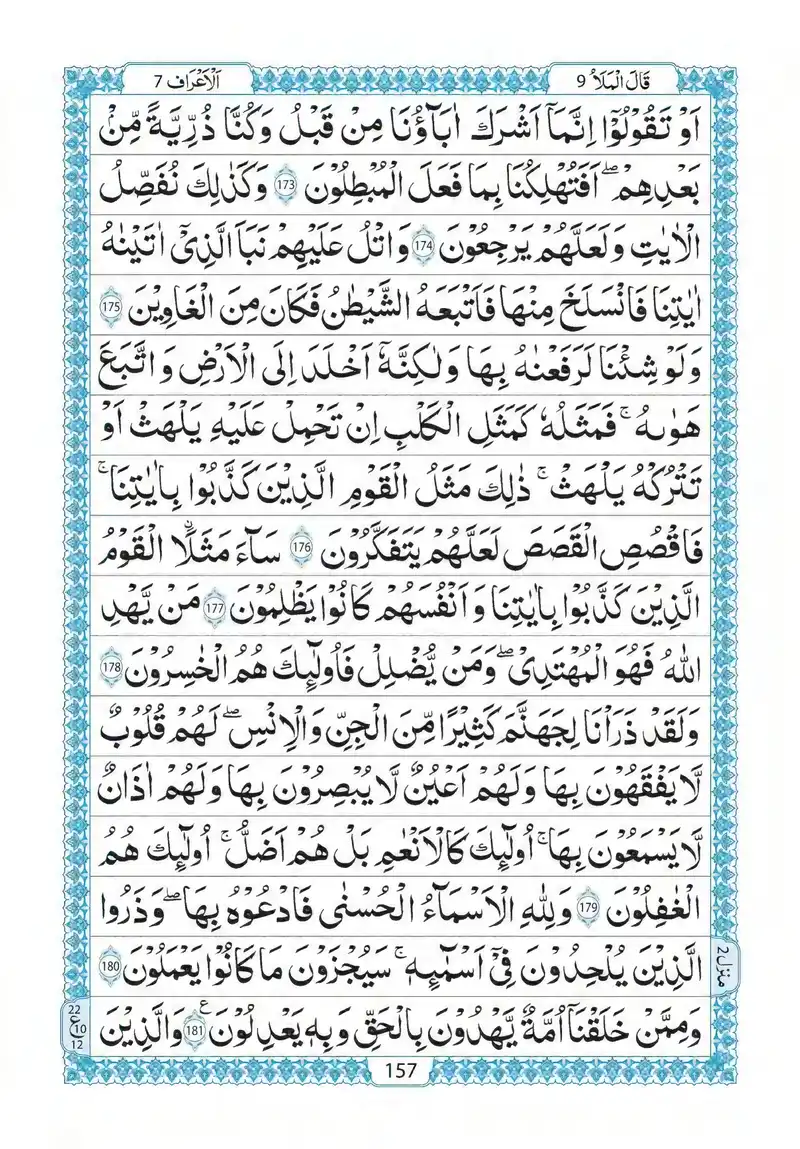 قَالَ الْمَلَاُ 9
اَلْاَعْرَاف 7
اَوْ تَقُوْلُوْۤا اِنَّمَاۤ اَشْرَكَ اٰبَآؤُنَا مِنْ قَبْلُ وَكُنَّا ذُرِّيَّةً مِّنْۢ
بَعْدِهِمْ ۖ اَفَتُهْلِكُنَا بِمَا فَعَلَ الْمُبْطِلُوْنَ 173 وَكَذٰلِكَ نُفَصِّلُ
الْاٰيٰتِ وَلَعَلَّهُمْ يَرْجِعُوْنَ 174 وَاتْلُ عَلَيْهِمْ نَبَاَ الَّذِيْۤ اٰتَيْنٰهُ
اٰيٰتِنَا فَانْسَلَخَ مِنْهَا فَاَتْبَعَهُ الشَّيْطٰنُ فَكَانَ مِنَ الْغَاوِيْنَ 175
وَلَوْ شِئْنَا لَرَفَعْنٰهُ بِهَا وَلٰكِنَّهٗۤ اَخْلَدَ اِلَى الْاَرْضِ وَاتَّبَعَ
هَوٰىهُ ۚ فَمَثَلُهٗ كَمَثَلِ الْكَلْبِ اِنْ تَحْمِلْ عَلَيْهِ يَلْهَثْ اَوْ
تَتْرُكْهُ يَلْهَثْ ۚ ذٰلِكَ مَثَلُ الْقَوْمِ الَّذِيْنَ كَذَّبُوْا بِاٰيٰتِنَا ۚ
فَاقْصُصِ الْقَصَصَ لَعَلَّهُمْ يَتَفَكَّرُوْنَ 176 سَآءَ مَثَلَا ۨ الْقَوْمُ
الَّذِيْنَ كَذَّبُوْا بِاٰيٰتِنَا وَاَنْفُسَهُمْ كَانُوْا يَظْلِمُوْنَ 177 مَنْ يَّهْدِ
اللّٰهُ فَهُوَ الْمُهْتَدِيْ ۖ وَمَنْ يُّضْلِلْ فَاُولٰٓئِكَ هُمُ الْخٰسِرُوْنَ 178
وَلَقَدْ ذَرَاْنَا لِجَهَنَّمَ كَثِيْرًا مِّنَ الْجِنِّ وَالْاِنْسِ ۖ لَهُمْ قُلُوْبٌ
لَّا يَفْقَهُوْنَ بِهَا وَلَهُمْ اَعْيُنٌ لَّا يُبْصِرُوْنَ بِهَا وَلَهُمْ اٰذَانٌ
لَّا يَسْمَعُوْنَ بِهَا ۚ اُولٰٓئِكَ كَالْاَنْعٰمِ بَلْ هُمْ اَضَلُّ ۚ اُولٰٓئِكَ هُمُ
الْغٰفِلُوْنَ 179 وَلِلّٰهِ الْاَسْمَآءُ الْحُسْنٰى فَادْعُوْهُ بِهَا ۖ وَذَرُوا
الَّذِيْنَ يُلْحِدُوْنَ فِيْۤ اَسْمَآئِهٖ ۚ سَيُجْزَوْنَ مَا كَانُوْا يَعْمَلُوْنَ 180
منزل 2
وَمِمَّنْ خَلَقْنَاۤ اُمَّةٌ يَّهْدُوْنَ بِالْحَقِّ وَبِهٖ يَعْدِلُوْنَ ۧ 181 وَالَّذِيْنَ
22
ع 10
12
157